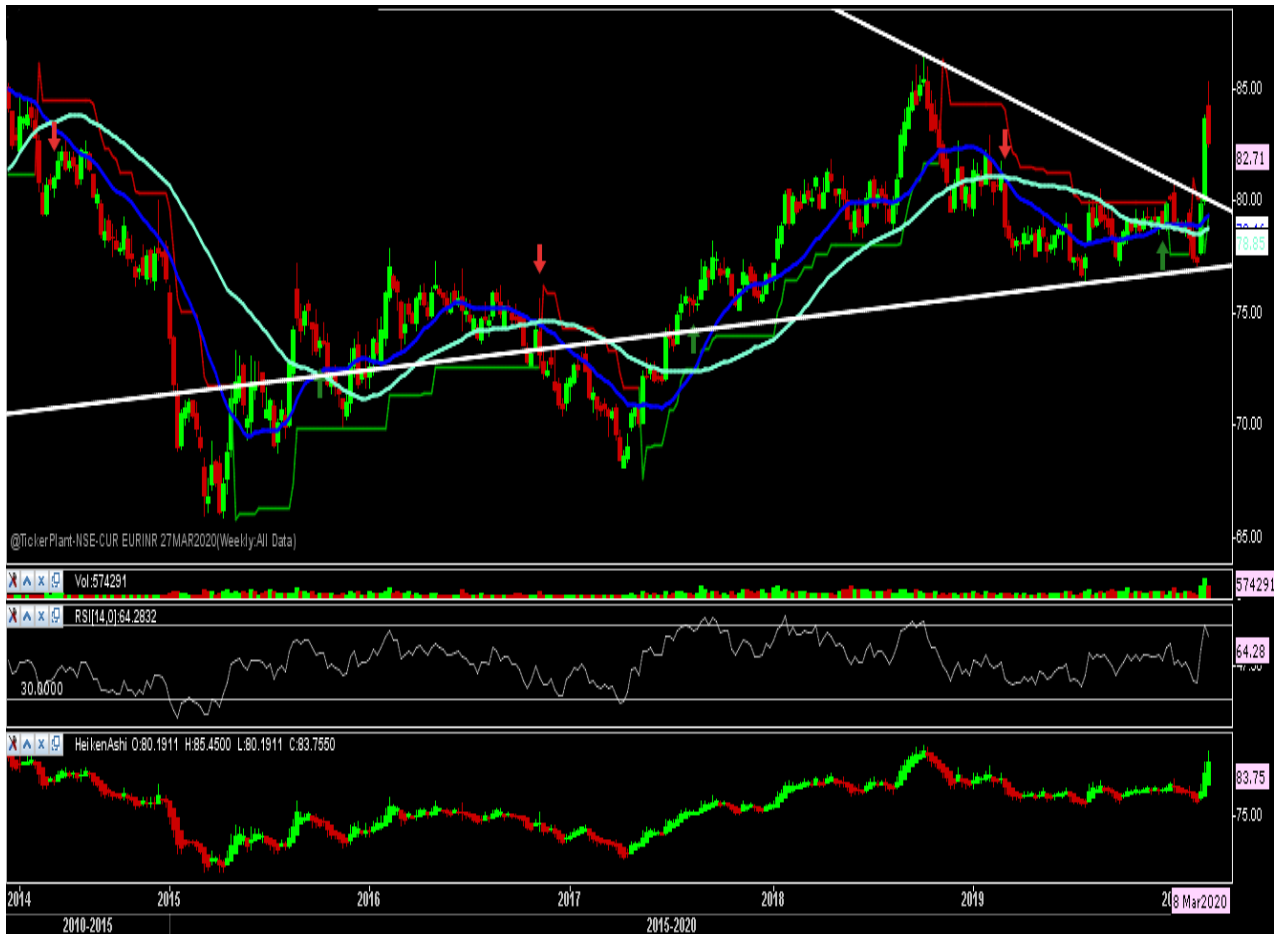 85.00
82.71
80.00
78.85
75.00
70.00
65.00
@TickerPlant-NSE-CUR EURINR 27MAR2020(Weekly:All Data)
Vol:574291
574291
RSI[14,0]:64.2832
64.28
30.0000
HeikenAshi O:80.1911 H:85.4500 L:80.1911 C:83.7550
83.75
75.00
2014 2015 2016 2017 2018 2019 8 Mar2020
2010-2015 2015-2020